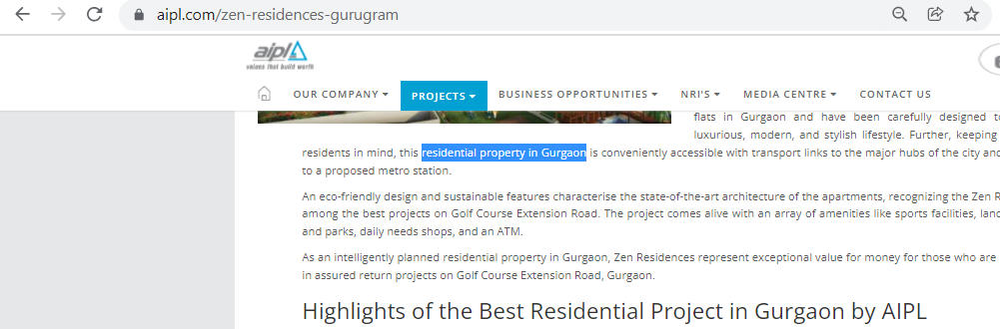 aipl.com/zen-residences-gurugram
aipl
values that build worth
OUR COMPANY PROJECTS BUSINESS OPPORTUNITIES NRI'S MEDIA CENTRE CONTACT US
flats in Gurgaon and have been carefully designed
luxurious, modern, and stylish lifestyle. Further, keeping
residents in mind, this residential property in Gurgaon is conveniently accessible with transport links to the major hubs of the city and
to a proposed metro station.
An eco-friendly design and sustainable features characterise the state-of-the-art architecture of the apartments, recognizing the Zen
among the best projects on Golf Course Extension Road. The project comes alive with an array of amenities like sports facilities,
and parks, daily needs shops, and an ATM.
As an intelligently planned residential property in Gurgaon, Zen Residences represent exceptional value for money for those who are
in assured return projects on Golf Course Extension Road, Gurgaon.
Highlights of the Best Residential Project in Gurgaon by AIPL